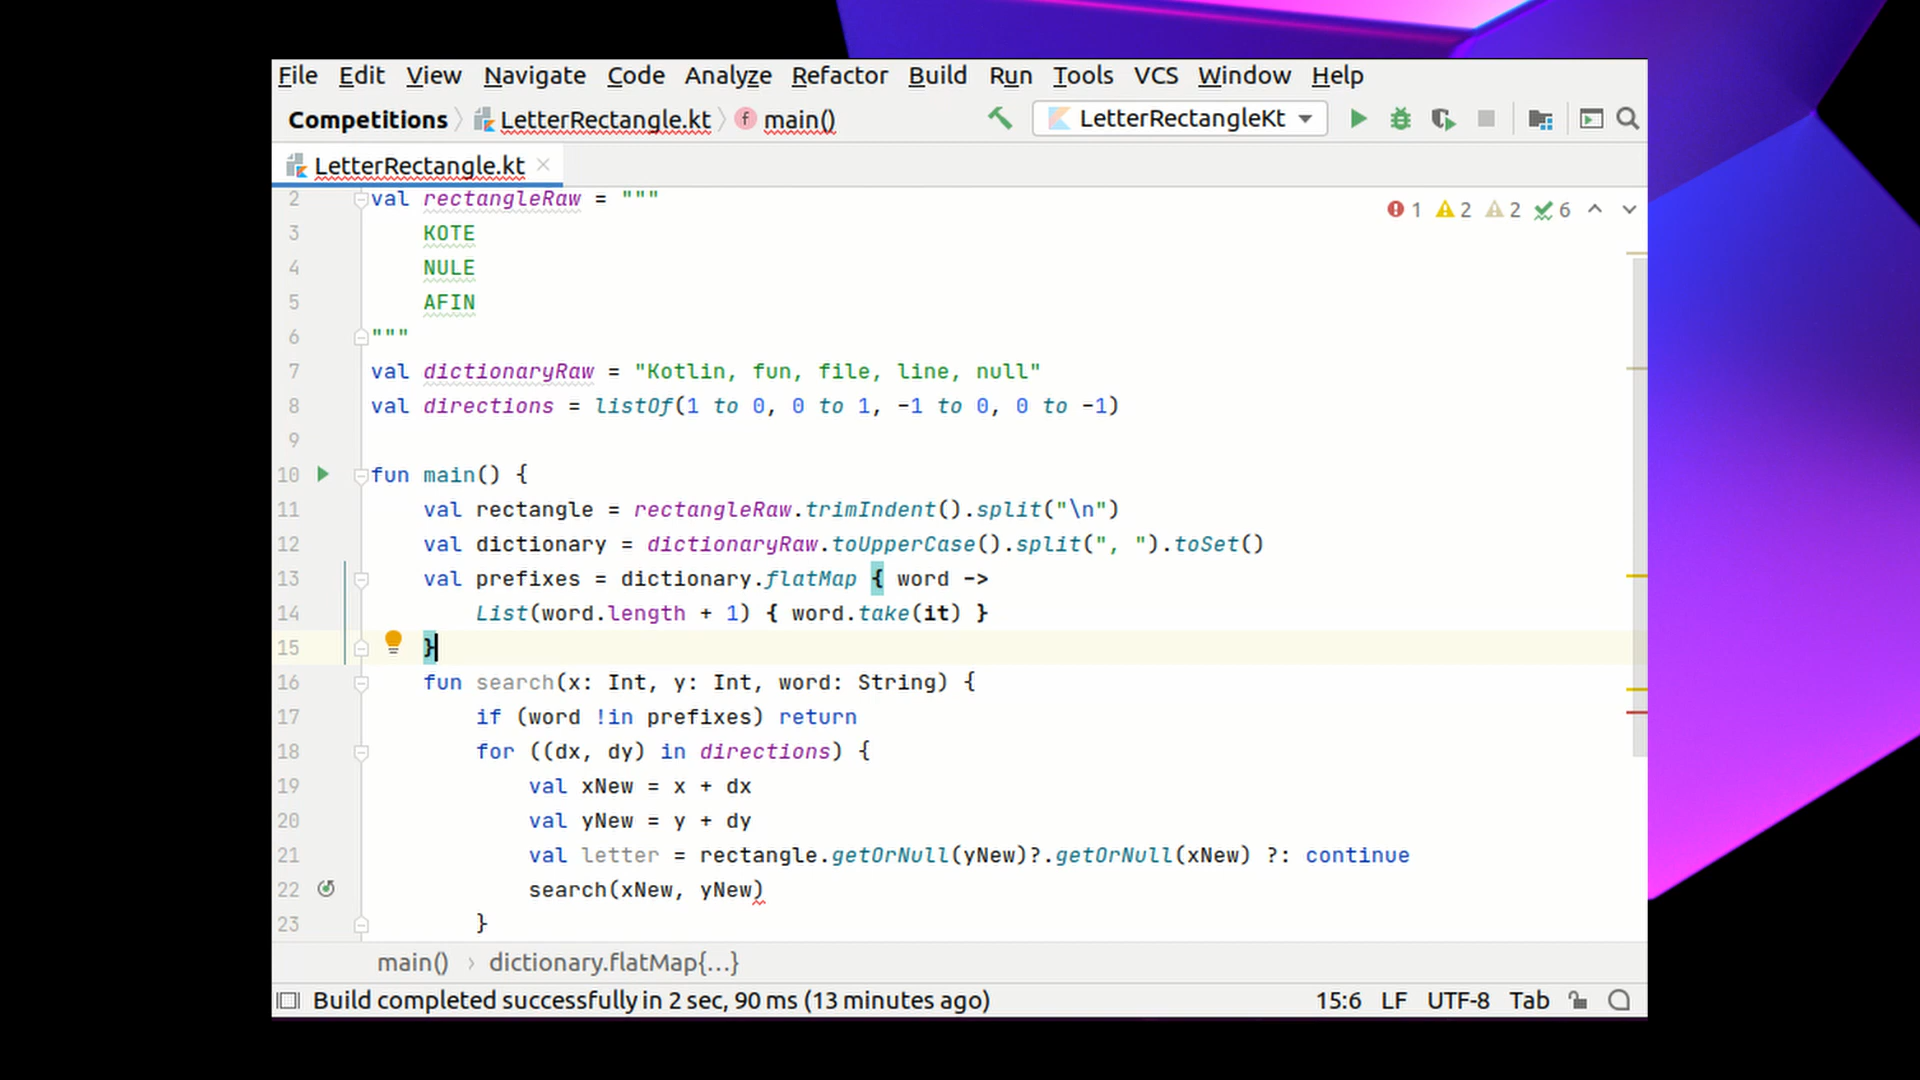 File Edit View Navigate Code Analyze Refactor Build Run Tools VCS Window Help
Competitions LetterRectangle.kt f main() LetterRectangleKt
LetterRectangle.kt
1 2 2 6
2 val rectangleRaw = """
3 KOTE
4 NULE
5 AFIN
6 """
7 val dictionaryRaw = "Kotlin, fun, file, line, null"
8 val directions = listOf(1 to 0, 0 to 1, -1 to 0, 0 to -1)
9
10 fun main() {
11 val rectangle = rectangleRaw.trimIndent().split("\n")
12 val dictionary = dictionaryRaw.toUpperCase().split(", ").toSet()
13 val prefixes = dictionary.flatMap { word ->
14 List(word.length + 1) { word.take(it) }
15 }
16 fun search(x: Int, y: Int, word: String) {
17 if (word !in prefixes) return
18 for ((dx, dy) in directions) {
19 val xNew = x + dx
20 val yNew = y + dy
21 val letter = rectangle.getOrNull(yNew)?.getOrNull(xNew) ?: continue
22 search(xNew, yNew)
23 }
main() › dictionary.flatMap{...}
Build completed successfully in 2 sec, 90 ms (13 minutes ago) 15:6 LF UTF-8 Tab